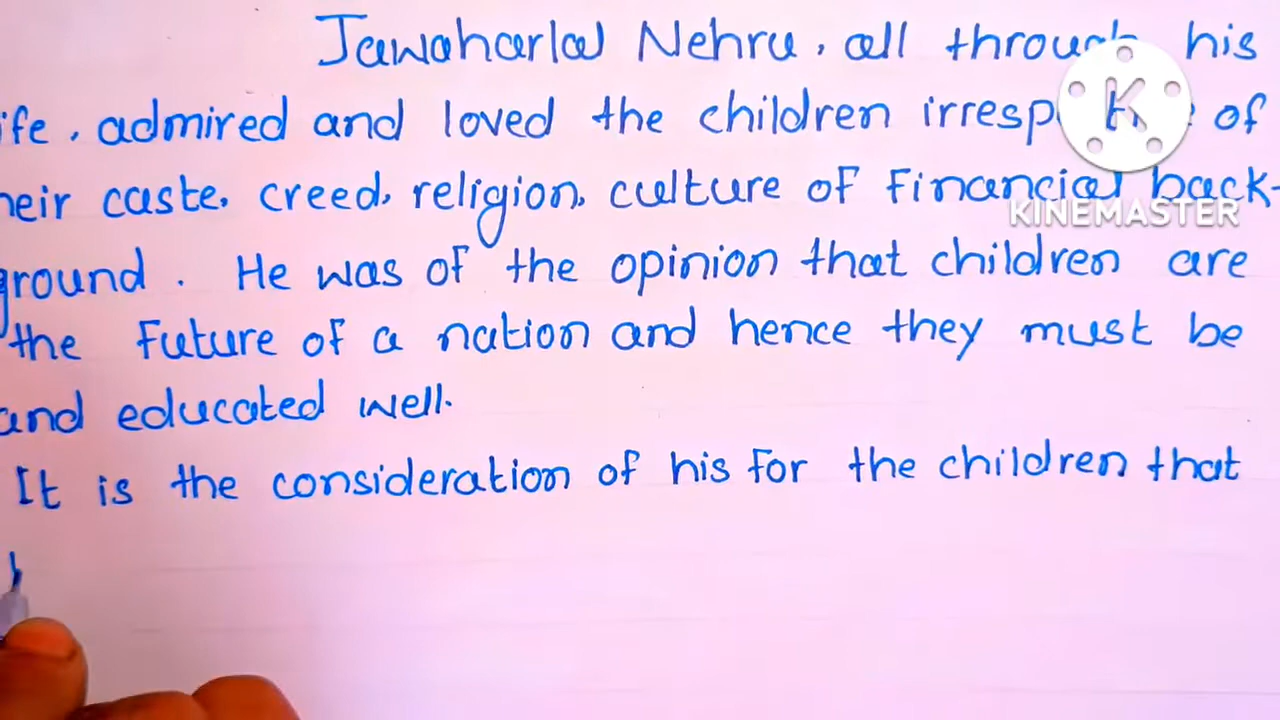 Jawaharlal Nehru, all through his
ife, admired and loved the children irresp of
heir caste, creed, religion, culture of Financial back-
ground. He was of the opinion that children are
the Future of a nation and hence they must be
and educated well.
It is the consideration of his for the children that
K
KINEMASTER